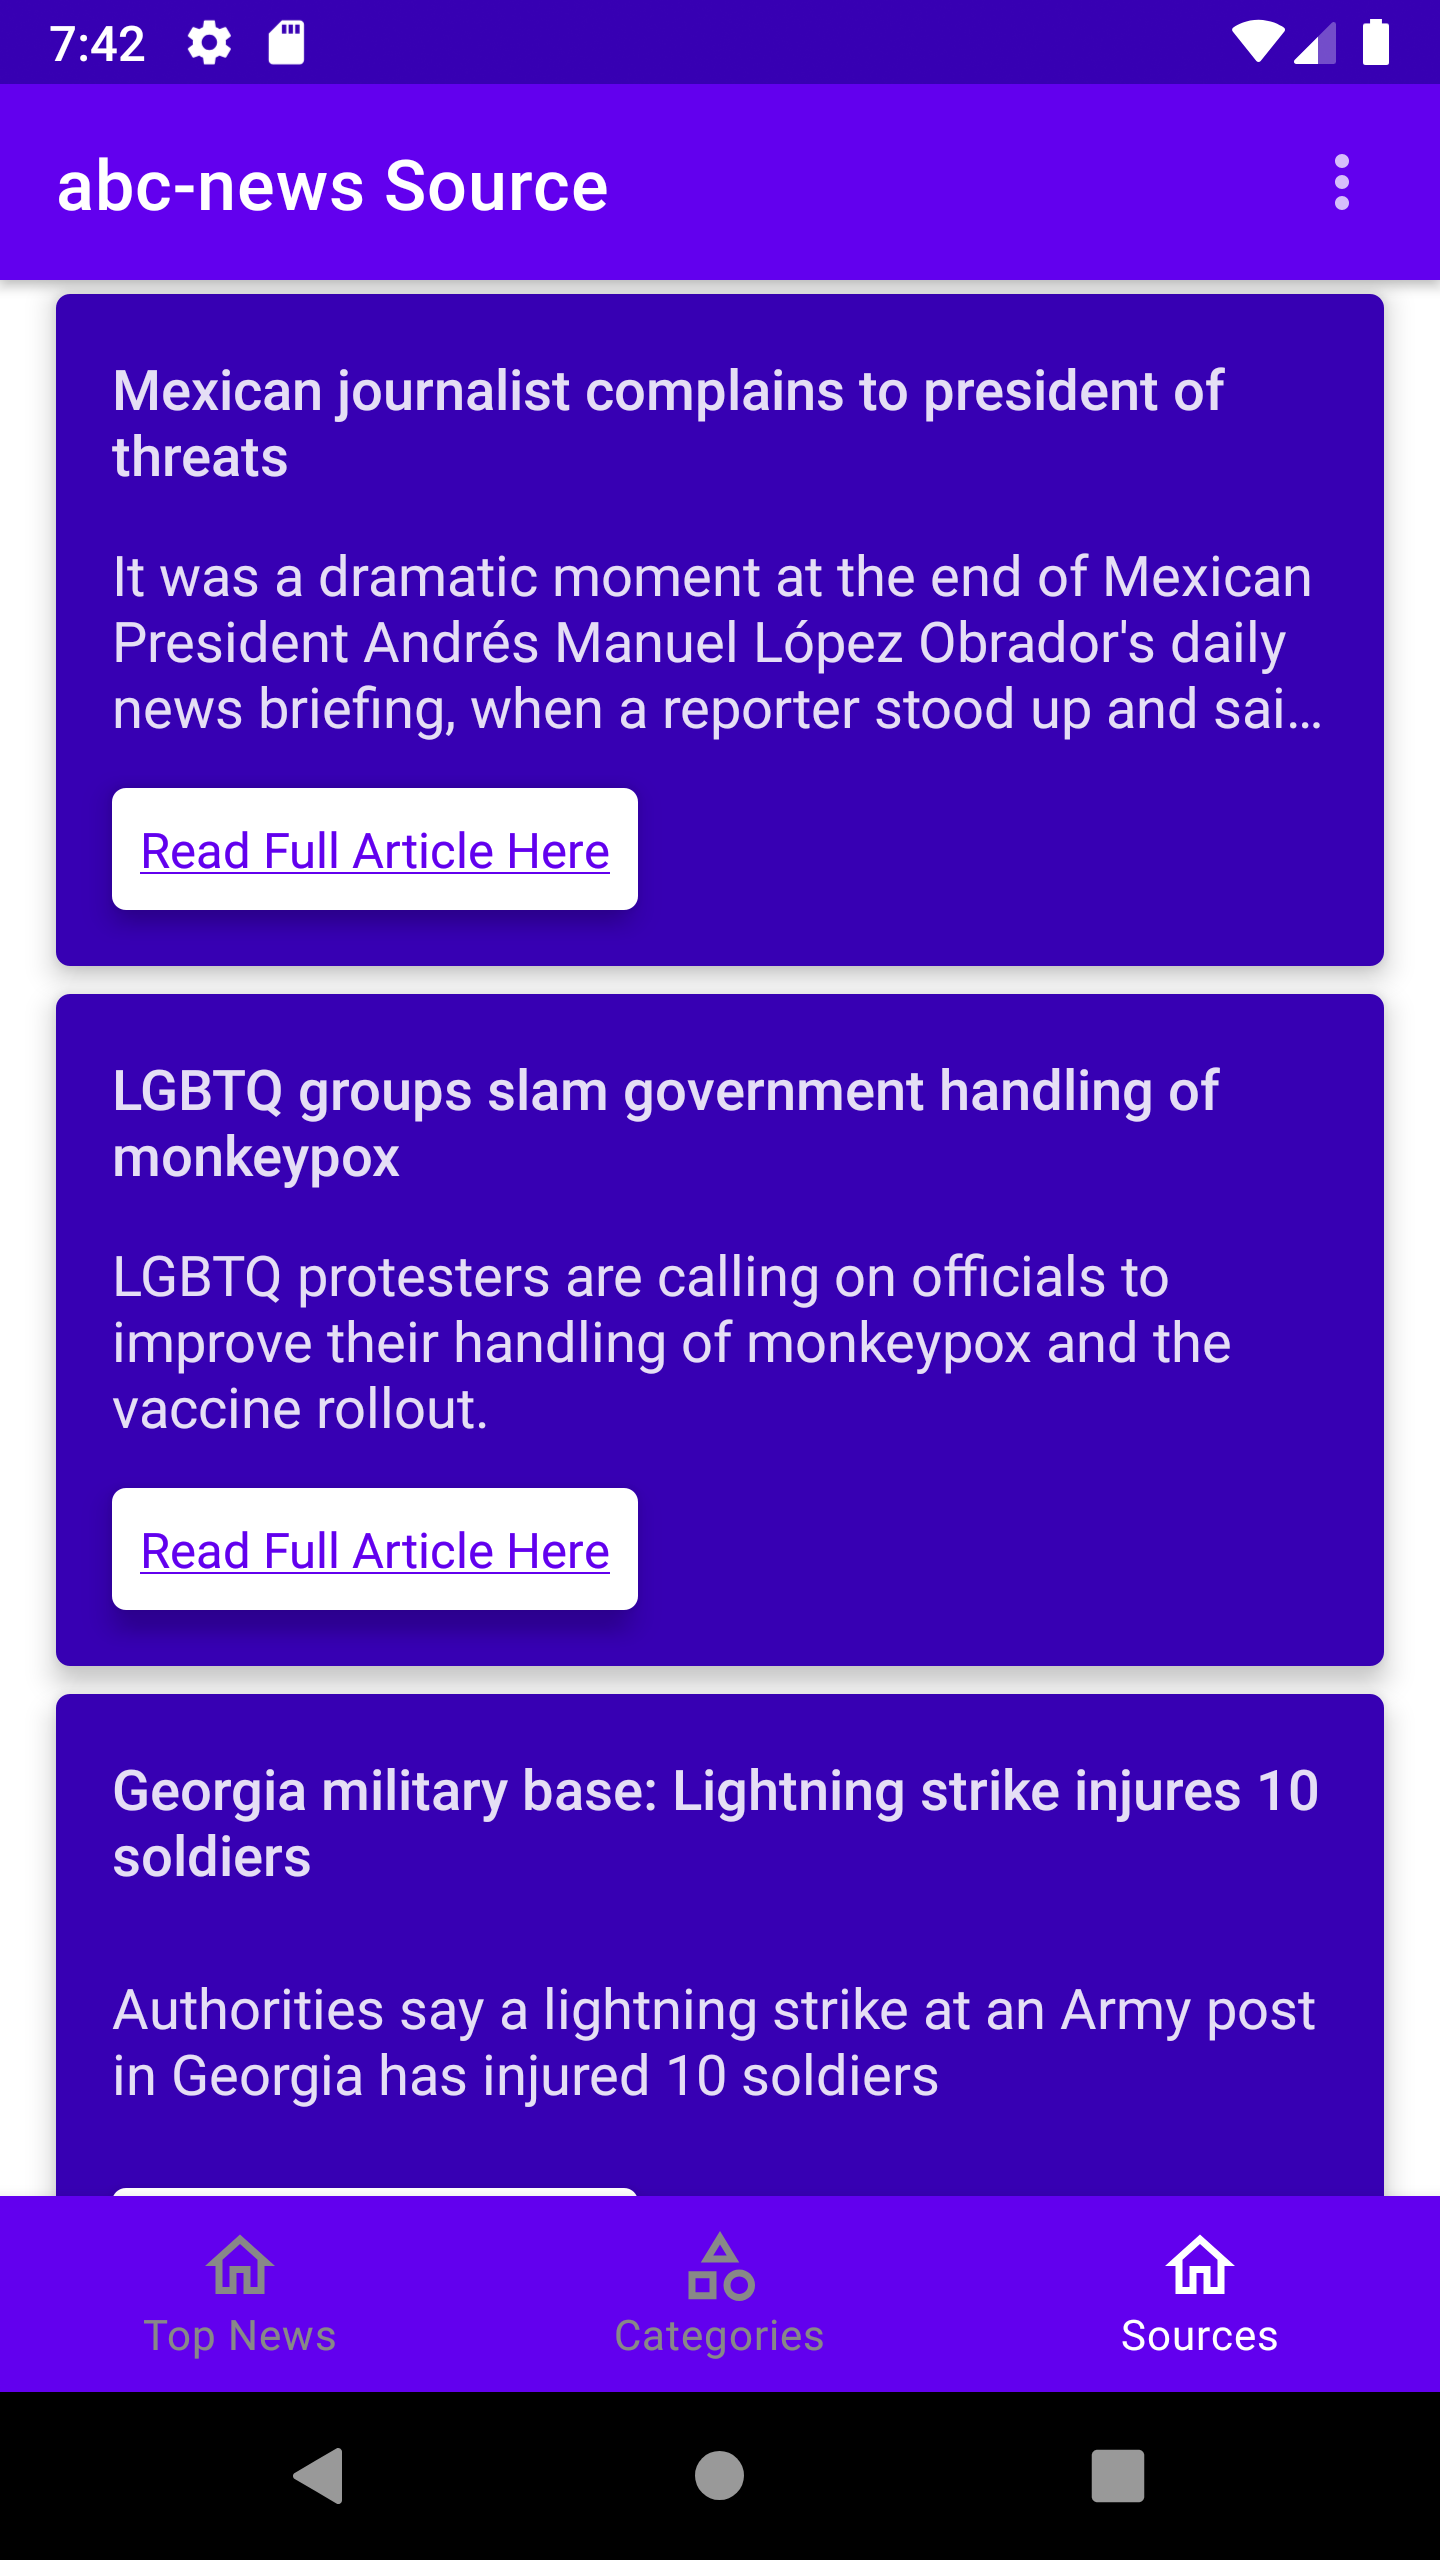 7:42
abc-news Source
Mexican journalist complains to president of
threats
It was a dramatic moment at the end of Mexican
President Andrés Manuel López Obrador's daily
news briefing, when a reporter stood up and sai…
Read Full Article Here
LGBTQ groups slam government handling of
monkeypox
LGBTQ protesters are calling on officials to
improve their handling of monkeypox and the
vaccine rollout.
Read Full Article Here
Georgia military base: Lightning strike injures 10
soldiers
Authorities say a lightning strike at an Army post
in Georgia has injured 10 soldiers
Top News
Categories
Sources